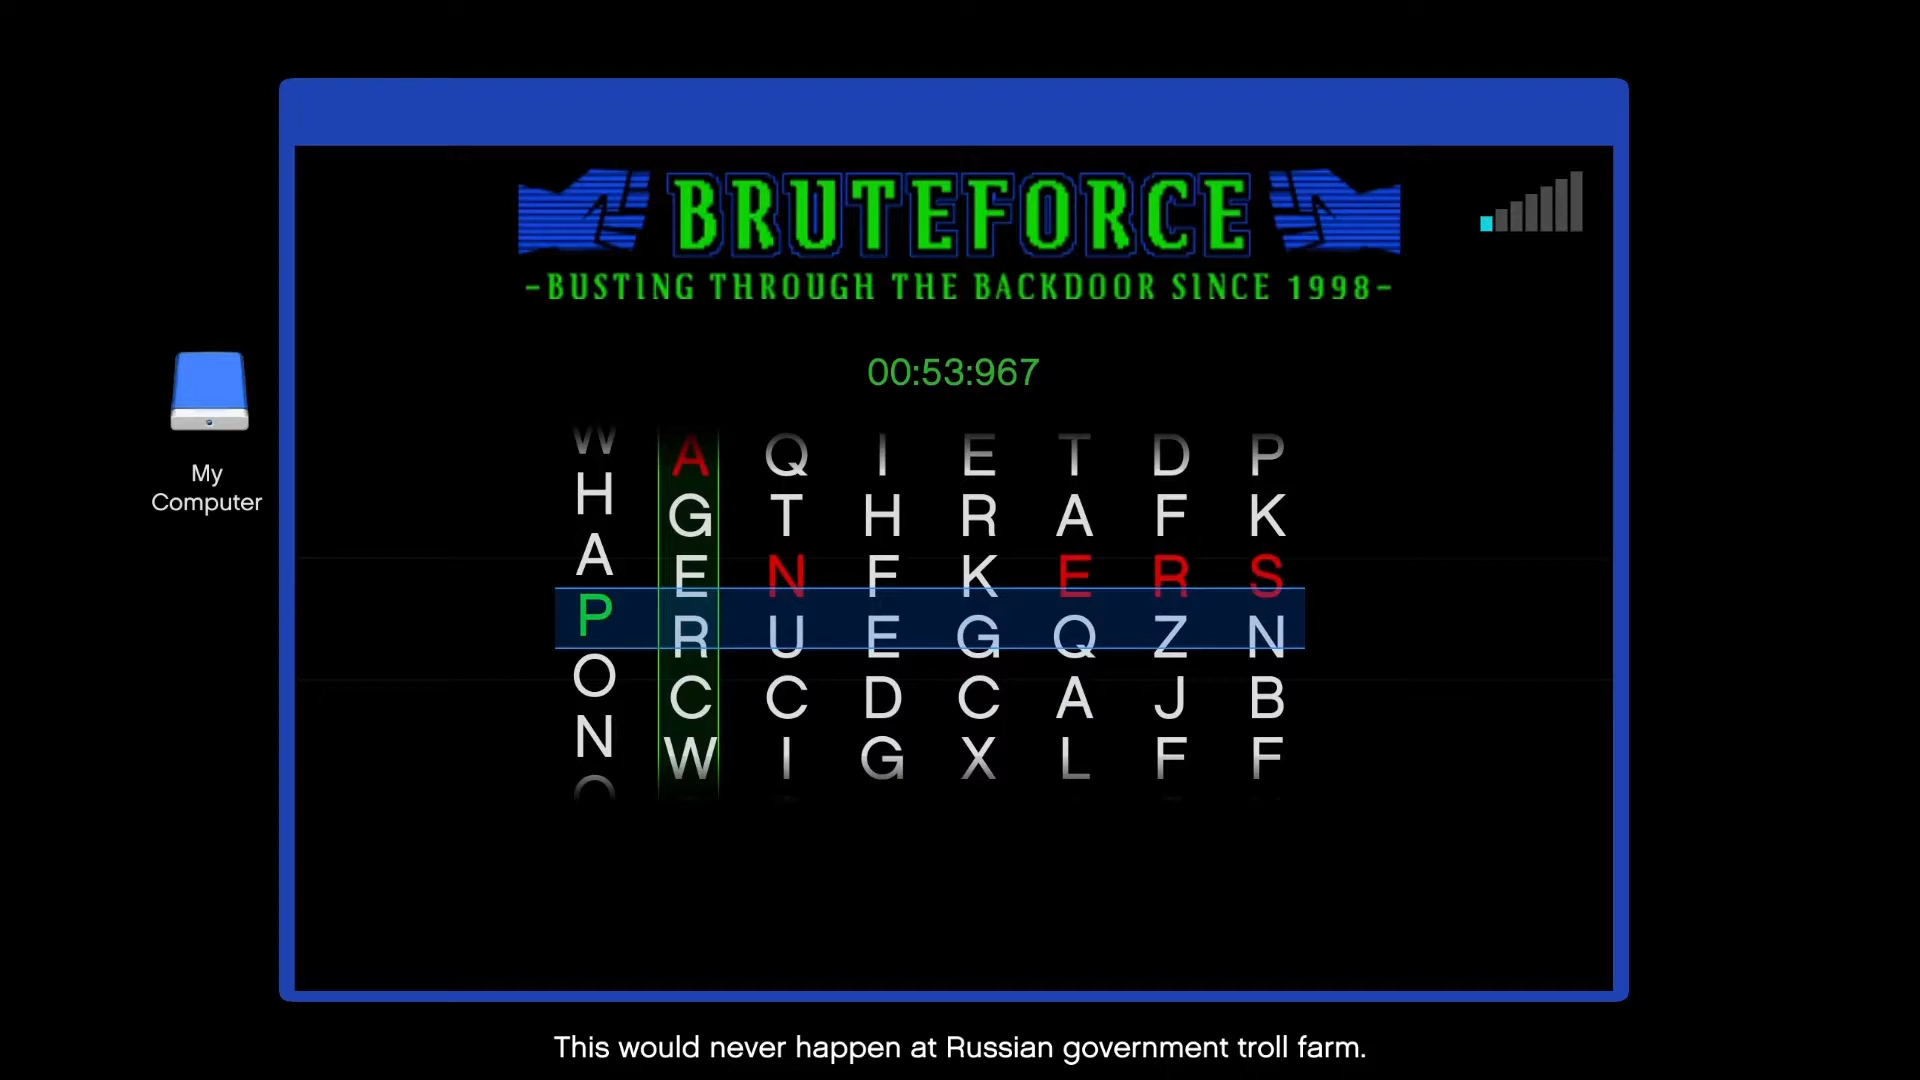 BRUTEFORCE
-BUSTING THROUGH THE BACKDOOR SINCE 1998-
00:53:967
My
Computer
W A Q I E T D P
H G T H R A F K
A E N F K E R S
P R U E G Q Z N
O C C D C A J B
N W I G X L F F
O
This would never happen at Russian government troll farm.